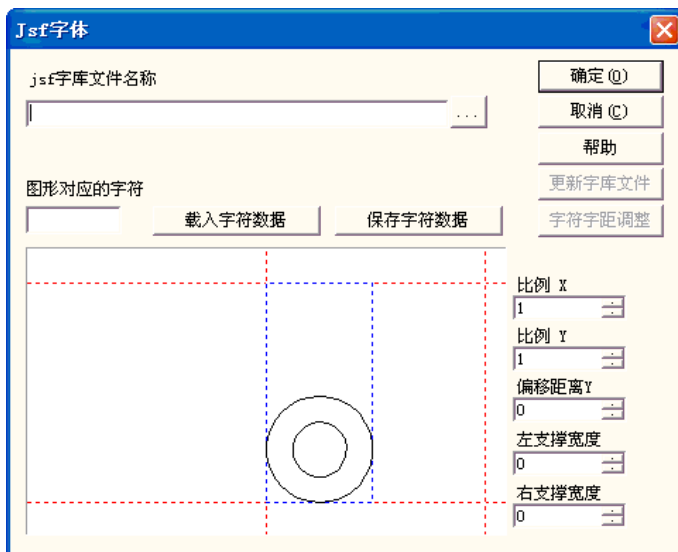 Jsf字体
jsf字库文件名称
...
确定(O)
取消(C)
帮助
更新字库文件
字符字距调整
图形对应的字符
载入字符数据
保存字符数据
比例 X
1
比例 Y
1
偏移距离Y
0
左支撑宽度
0
右支撑宽度
0